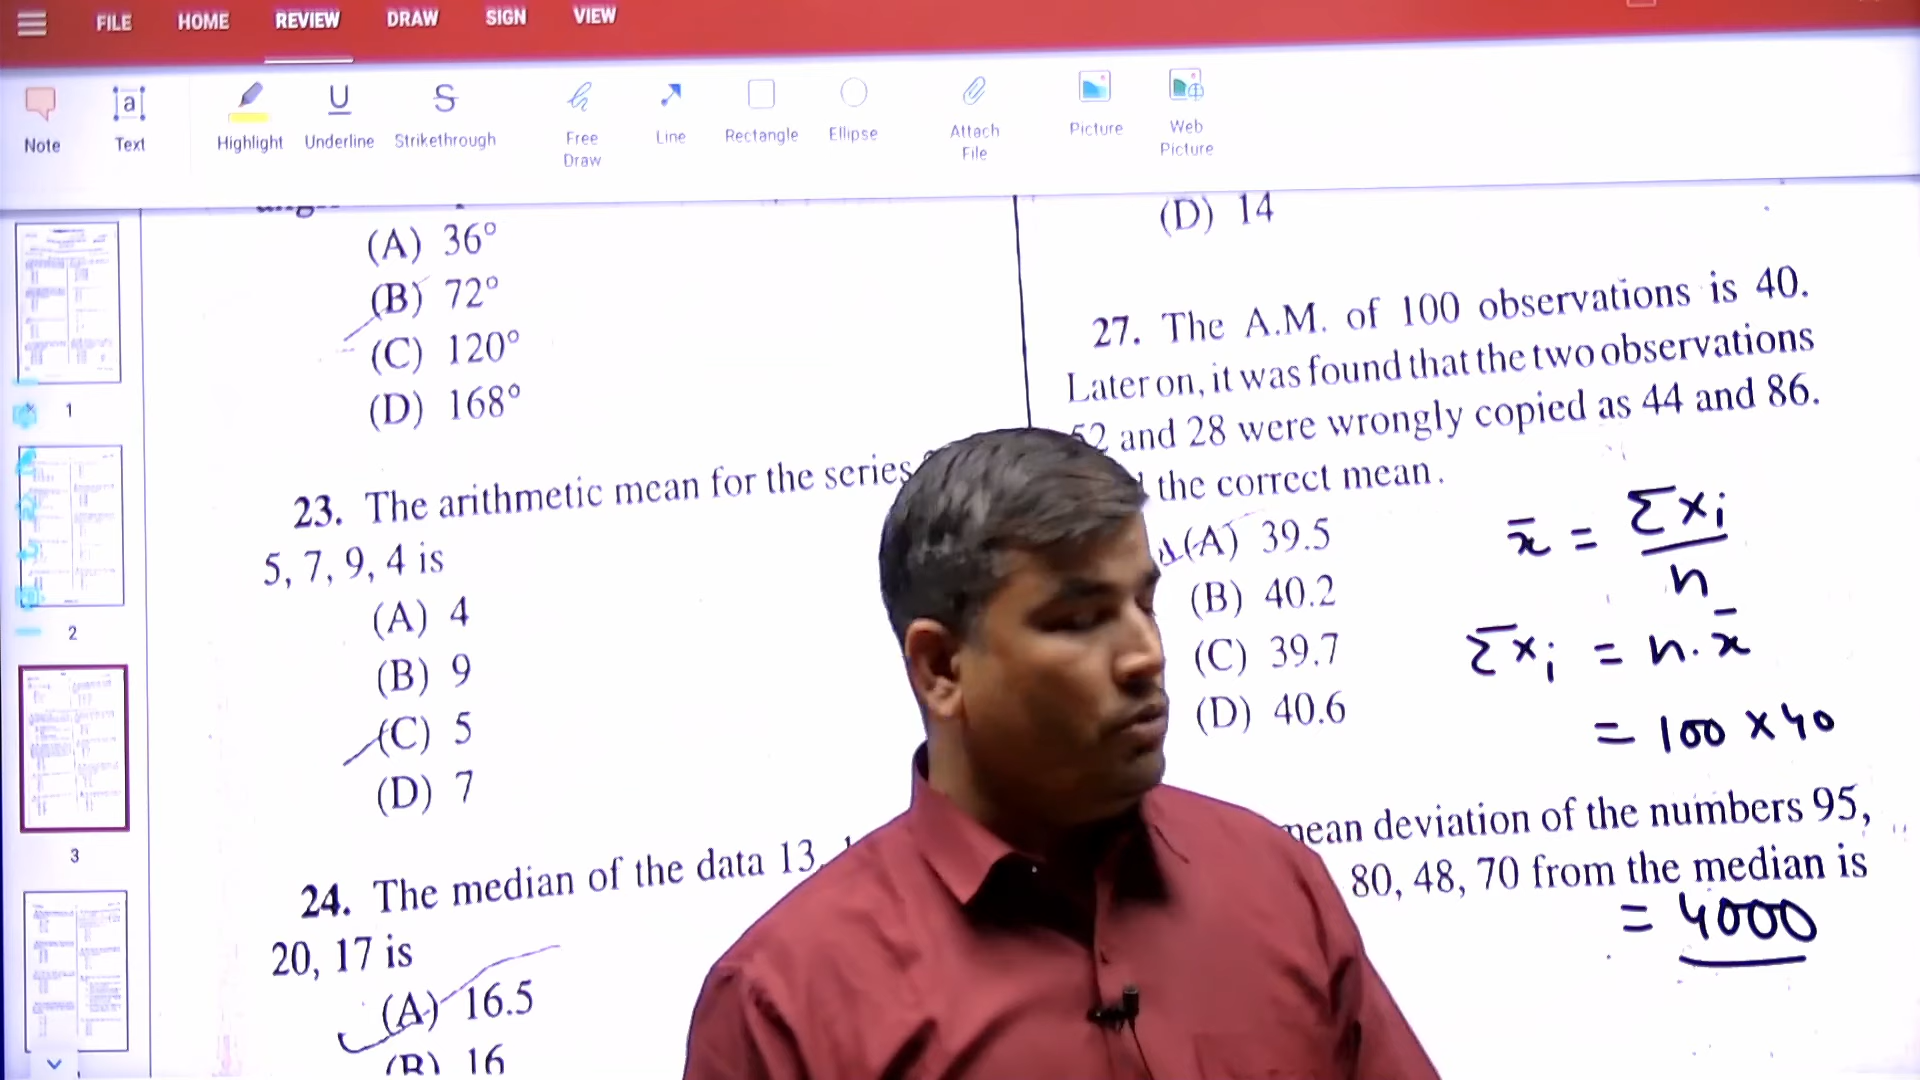 FILE HOME REVIEW DRAW SIGN VIEW
Note Text Highlight Underline Strikethrough Free Draw Line Rectangle Ellipse Attach File Picture Web Picture
1
2
3
(A) 36°
(B) 72°
(C) 120°
(D) 168°
23. The arithmetic mean for the series
5, 7, 9, 4 is
(A) 4
(B) 9
(C) 5
(D) 7
24. The median of the data 13,
20, 17 is
(A) 16.5
(B) 16
(D) 14
27. The A.M. of 100 observations is 40.
Later on, it was found that the two observations
52 and 28 were wrongly copied as 44 and 86.
the correct mean.
(A) 39.5
(B) 40.2
(C) 39.7
(D) 40.6
x̄ = Σxi / n
Σxi = n. x̄
= 100 × 40
mean deviation of the numbers 95,
80, 48, 70 from the median is
= 4000